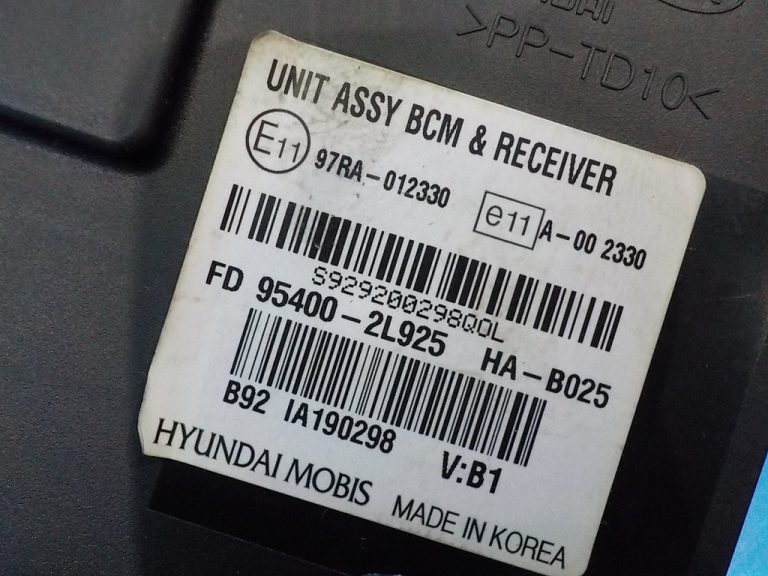 >PP-TD10<
UNIT ASSY BCM & RECEIVER
E11 97RA-012330 e11 A-00 2330
S929200298QOL
FD 95400-2L925 HA-B025
B92 IA190298 V:B1
HYUNDAI MOBIS MADE IN KOREA